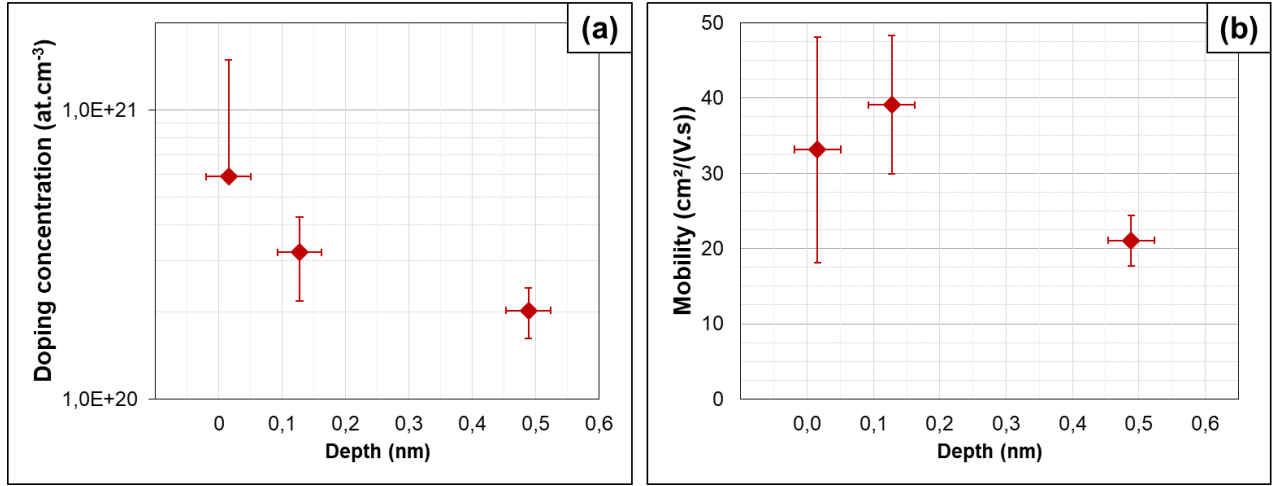 (a)
Doping concentration (at.cm-3)
1,0E+21
1,0E+20
0 0,1 0,2 0,3 0,4 0,5 0,6
Depth (nm)
(b)
Mobility (cm²/(V.s))
50
40
30
20
10
0
0,0 0,1 0,2 0,3 0,4 0,5 0,6
Depth (nm)